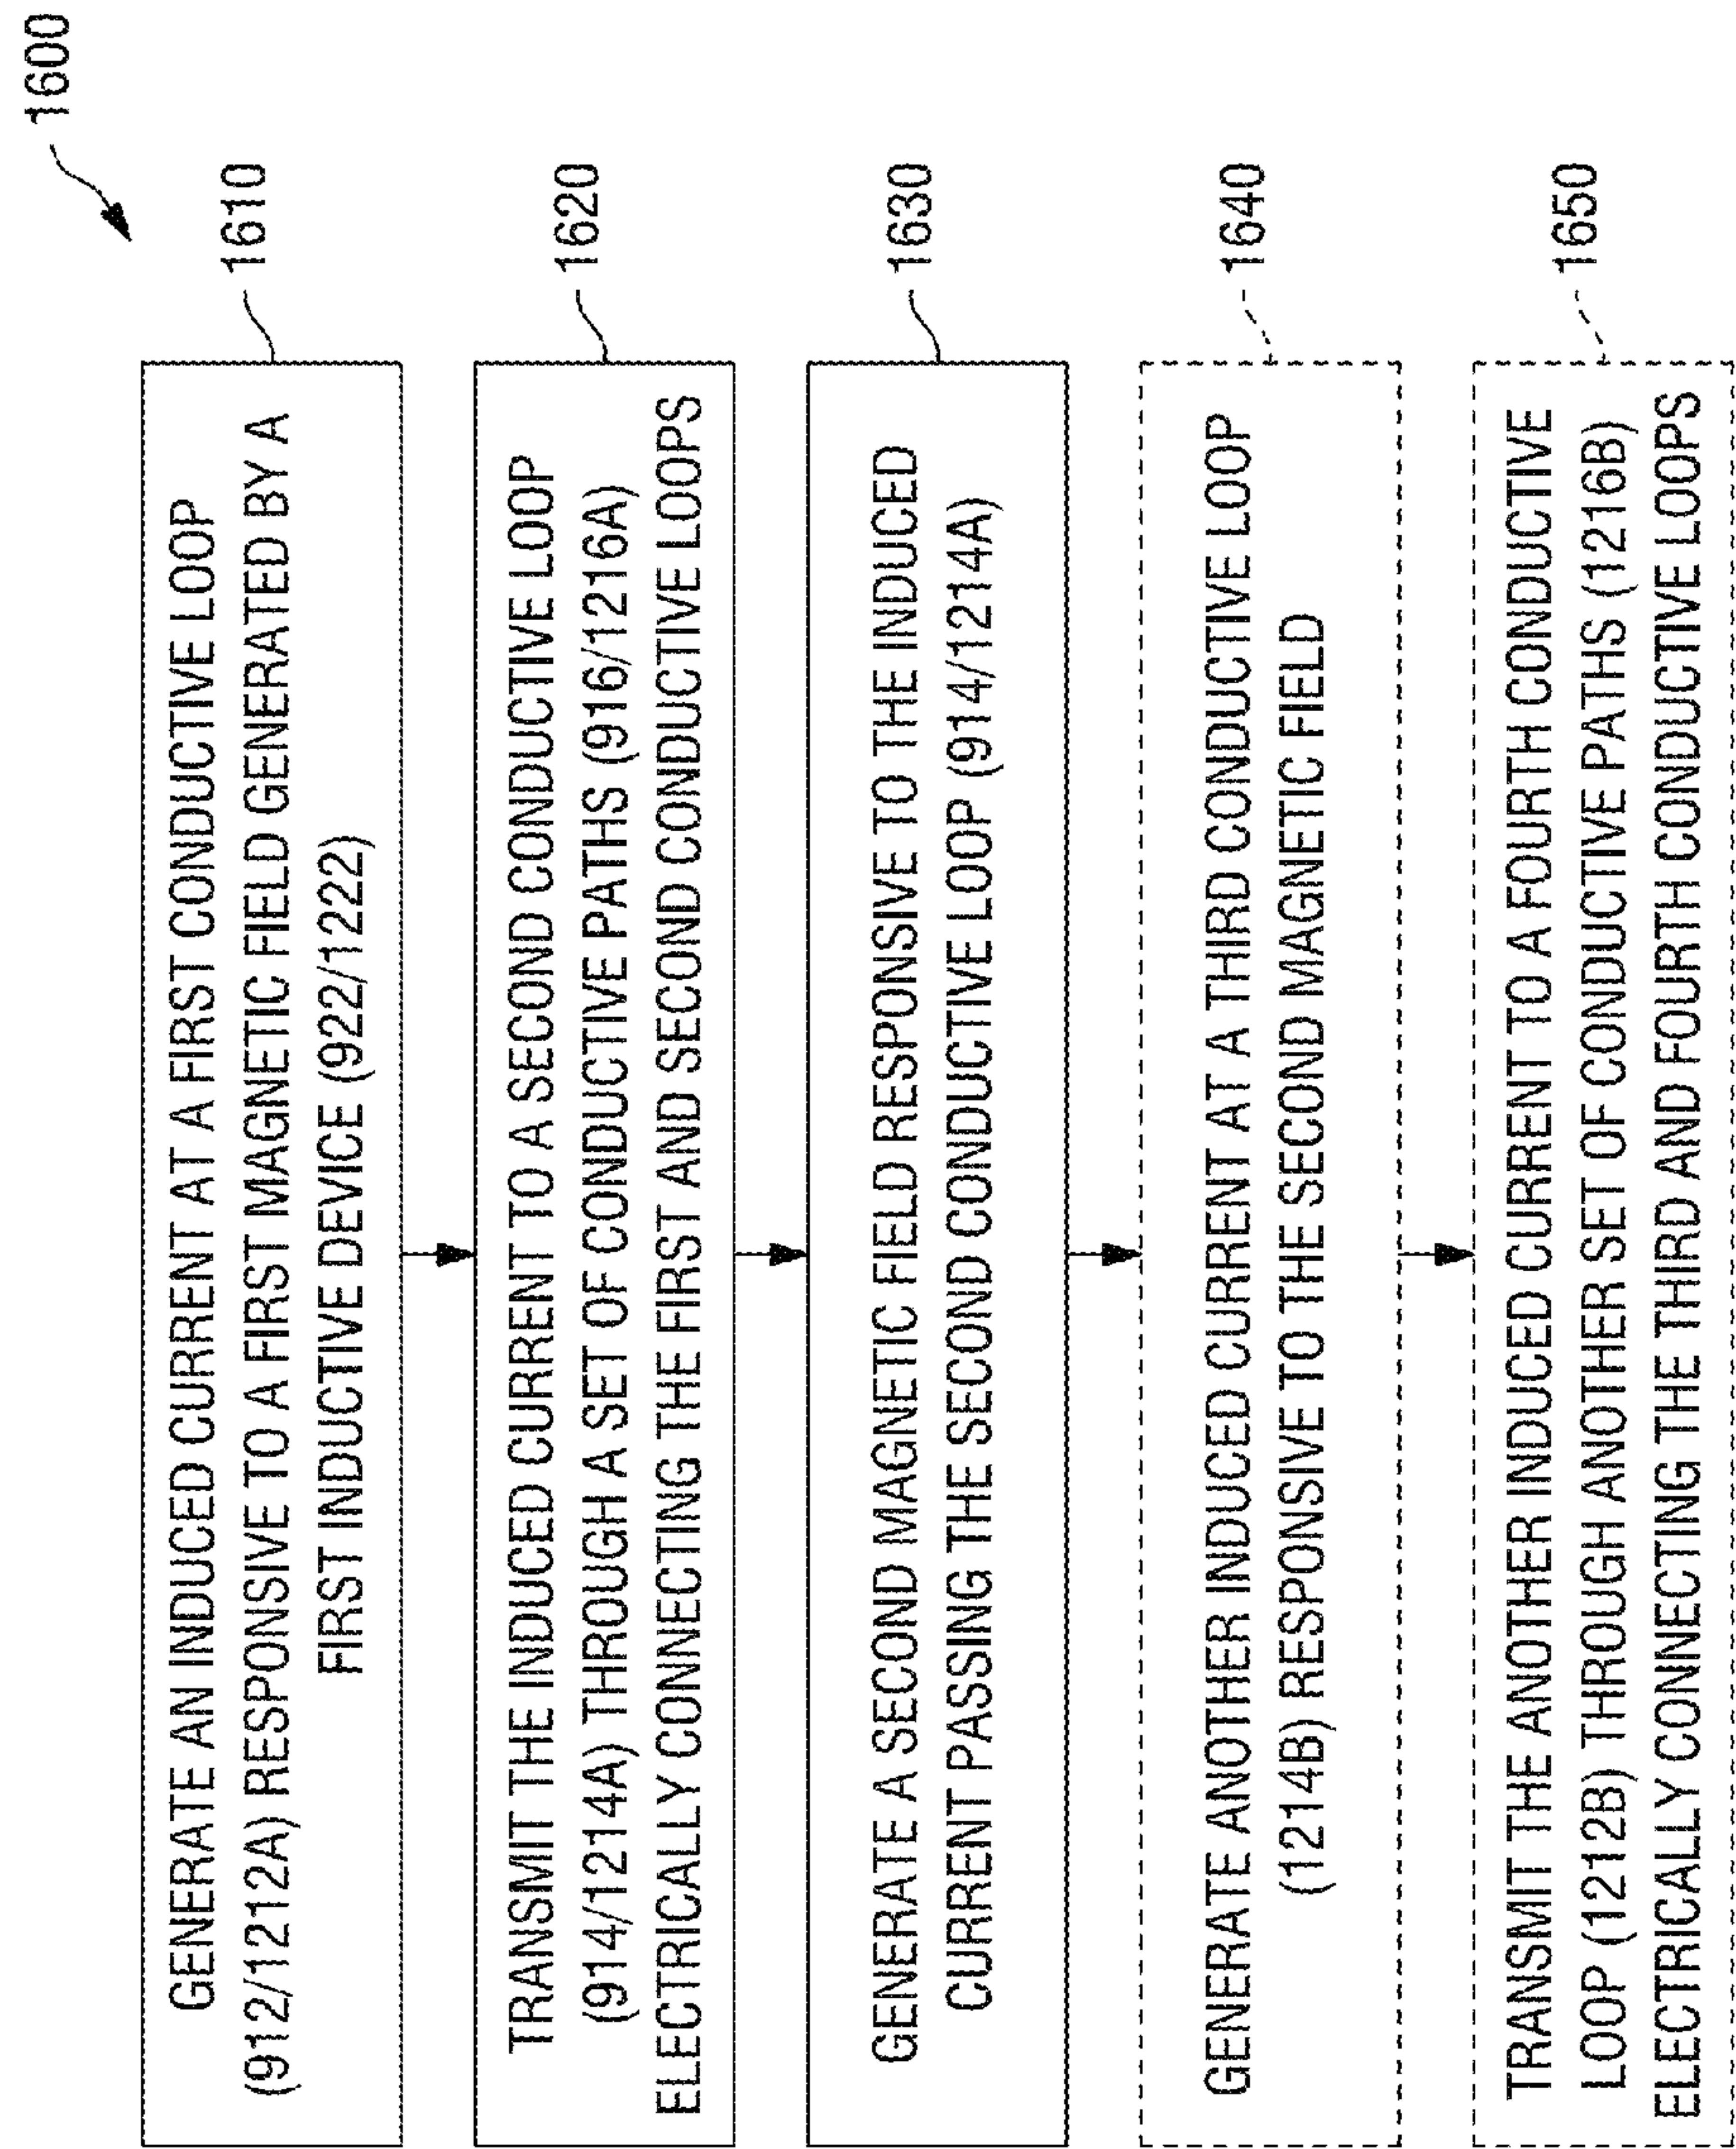 1600
GENERATE AN INDUCED CURRENT AT A FIRST CONDUCTIVE LOOP
(912/1212A) RESPONSIVE TO A FIRST MAGNETIC FIELD GENERATED BY A
FIRST INDUCTIVE DEVICE (922/1222)
1610
TRANSMIT THE INDUCED CURRENT TO A SECOND CONDUCTIVE LOOP
(914/1214A) THROUGH A SET OF CONDUCTIVE PATHS (916/1216A)
ELECTRICALLY CONNECTING THE FIRST AND SECOND CONDUCTIVE LOOPS
1620
GENERATE A SECOND MAGNETIC FIELD RESPONSIVE TO THE INDUCED
CURRENT PASSING THE SECOND CONDUCTIVE LOOP (914/1214A)
1630
GENERATE ANOTHER INDUCED CURRENT AT A THIRD CONDUCTIVE LOOP
(1214B) RESPONSIVE TO THE SECOND MAGNETIC FIELD
1640
TRANSMIT THE ANOTHER INDUCED CURRENT TO A FOURTH CONDUCTIVE
LOOP (1212B) THROUGH ANOTHER SET OF CONDUCTIVE PATHS (1216B)
ELECTRICALLY CONNECTING THE THIRD AND FOURTH CONDUCTIVE LOOPS
1650